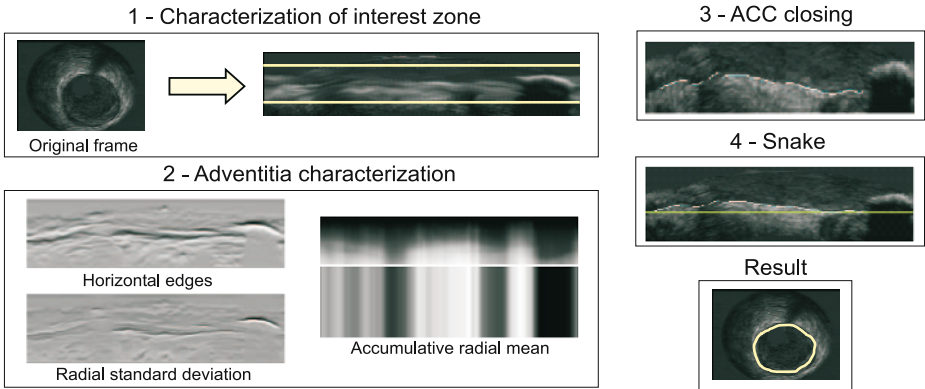 1 - Characterization of interest zone
Original frame
2 - Adventitia characterization
Horizontal edges
Radial standard deviation
Accumulative radial mean
3 - ACC closing
4 - Snake
Result